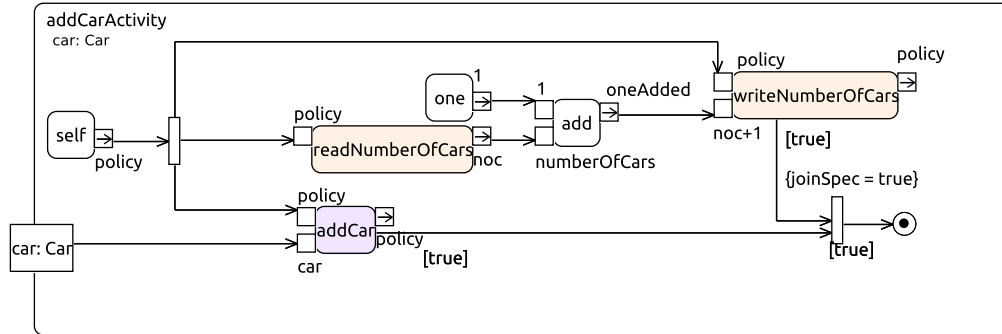 addCarActivity
car: Car
policy
policy
1
one
1
oneAdded
policy
writeNumberOfCars
self
policy
add
readNumberOfCars
noc
numberOfCars
noc+1
[true]
{joinSpec = true}
policy
addCar
policy
car: Car
car
[true]
[true]